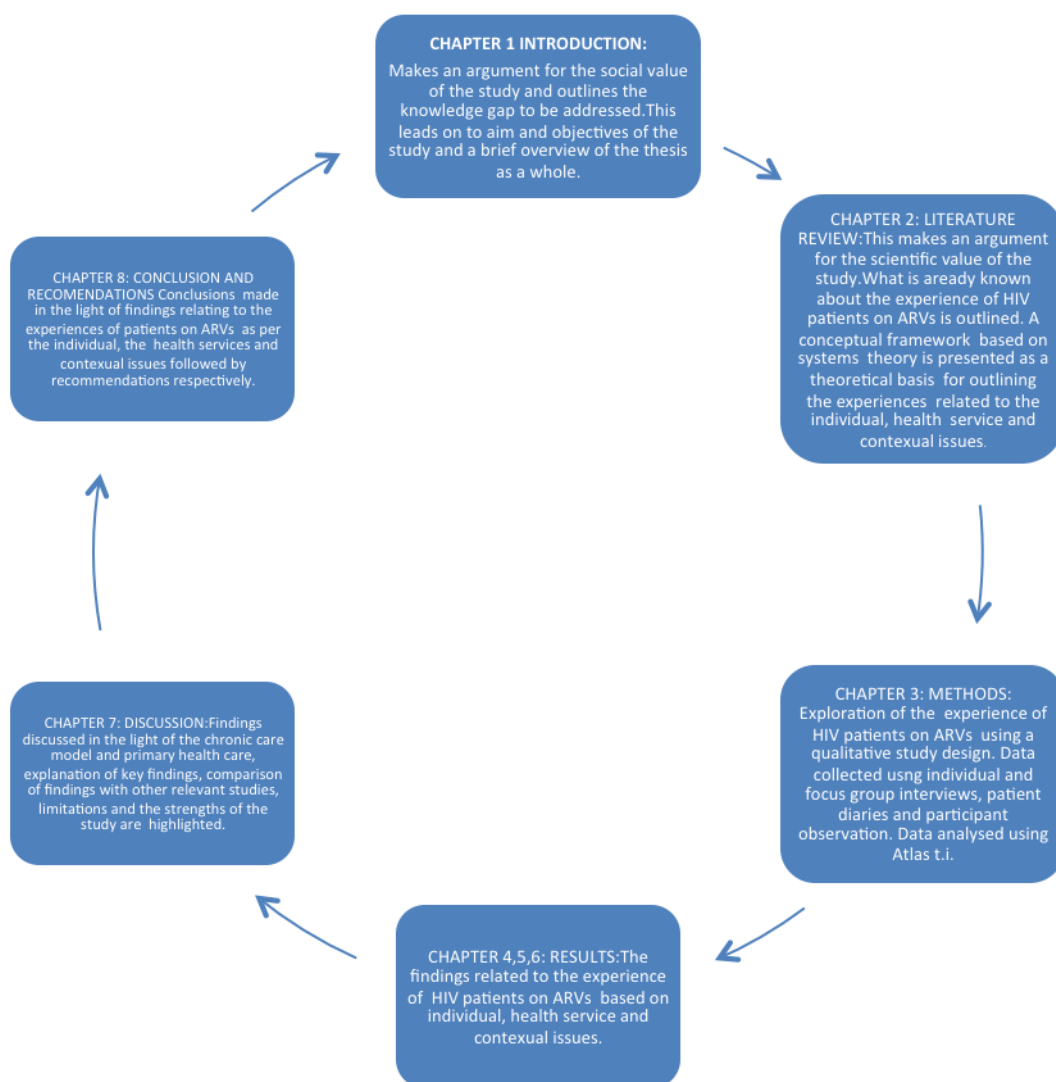 CHAPTER 1 INTRODUCTION:
Makes an argument for the social value
of the study and outlines the
knowledge gap to be addressed.This
leads on to aim and objectives of the
study and a brief overview of the thesis
as a whole.
CHAPTER 2: LITERATURE
REVIEW:This makes an argument
for the scientific value of the
study.What is aready known
about the experience of HIV
patients on ARVs is outlined. A
conceptual framework based on
systems theory is presented as a
theoretical basis for outlining
the experiences related to the
individual, health service and
contexual issues.
CHAPTER 3: METHODS:
Exploration of the experience of
HIV patients on ARVs using a
qualitative study design. Data
collected usng individual and
focus group interviews, patient
diaries and participant
observation. Data analysed using
Atlas t.i.
CHAPTER 4,5,6: RESULTS:The
findings related to the experience
of HIV patients on ARVs based on
individual, health service and
contexual issues.
CHAPTER 7: DISCUSSION:Findings
discussed in the light of the chronic care
model and primary health care,
explanation of key findings, comparison
of findings with other relevant studies,
limitations and the strengths of the
study are highlighted.
CHAPTER 8: CONCLUSION AND
RECOMENDATIONS Conclusions made
in the light of findings relating to the
experiences of patients on ARVs as per
the individual, the health services and
contexual issues followed by
recommendations respectively.